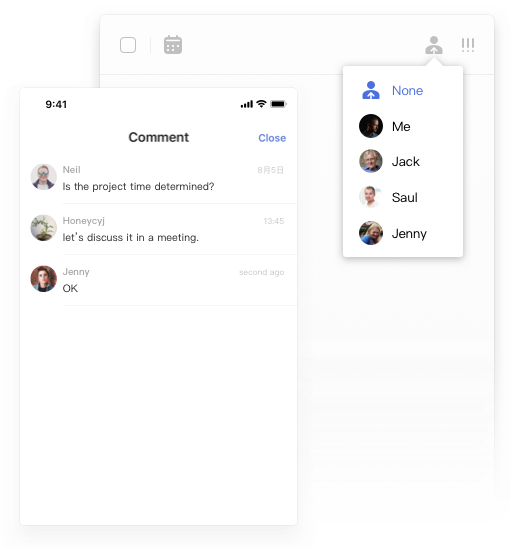 9:41
Comment
Close
Neil
8月5日
Is the project time determined?
Honeycyj
13:45
let's discuss it in a meeting.
Jenny
second ago
OK
None
Me
Jack
Saul
Jenny